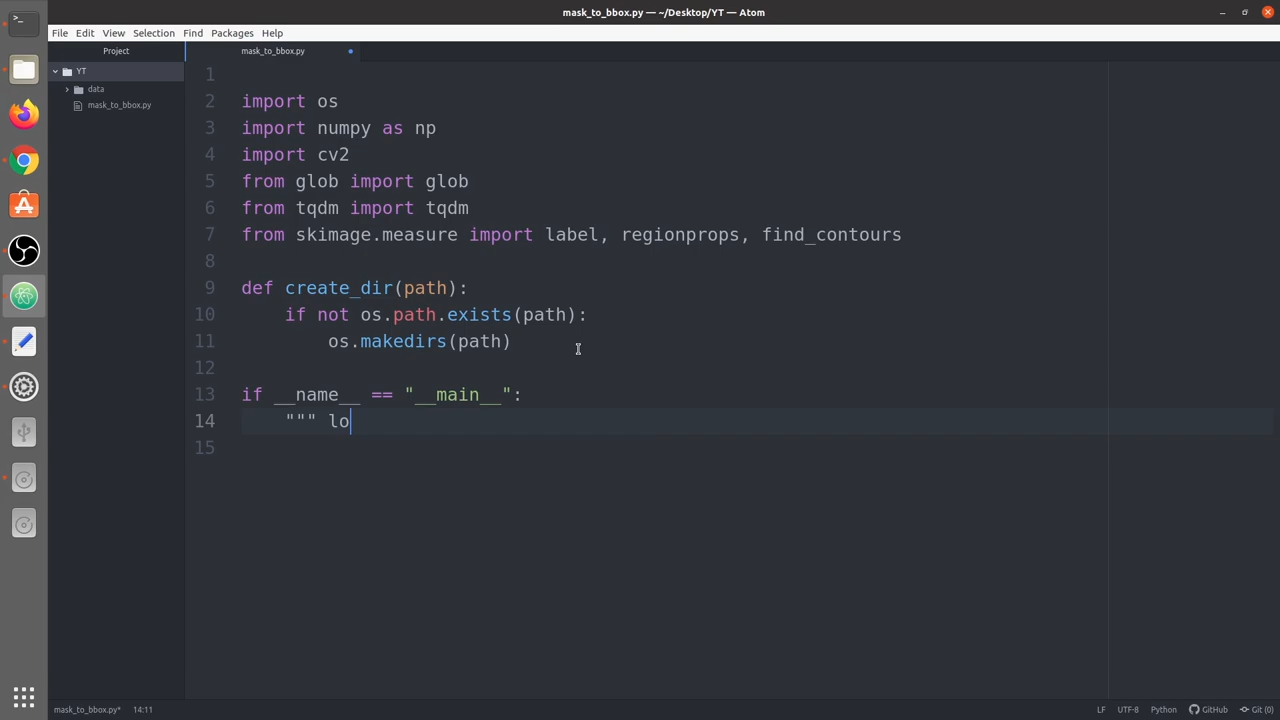 mask_to_bbox.py — ~/Desktop/YT — Atom
File Edit View Selection Find Packages Help
Project
mask_to_bbox.py
YT
data
mask_to_bbox.py
1
2 import os
3 import numpy as np
4 import cv2
5 from glob import glob
6 from tqdm import tqdm
7 from skimage.measure import label, regionprops, find_contours
8
9 def create_dir(path):
10     if not os.path.exists(path):
11         os.makedirs(path)
12
13 if __name__ == "__main__":
14     """ lo
15
mask_to_bbox.py* 14:11 LF UTF-8 Python GitHub Git (0)